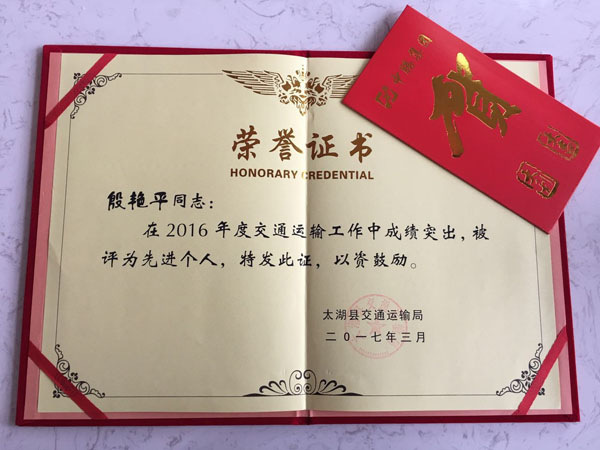 荣誉证书
HONORARY CREDENTIAL
殷艳平同志：
在2016年度交通运输工作中成绩突出，被
评为先进个人，特发此证，以资鼓励。
太湖县交通运输局
二〇一七年三月
贺